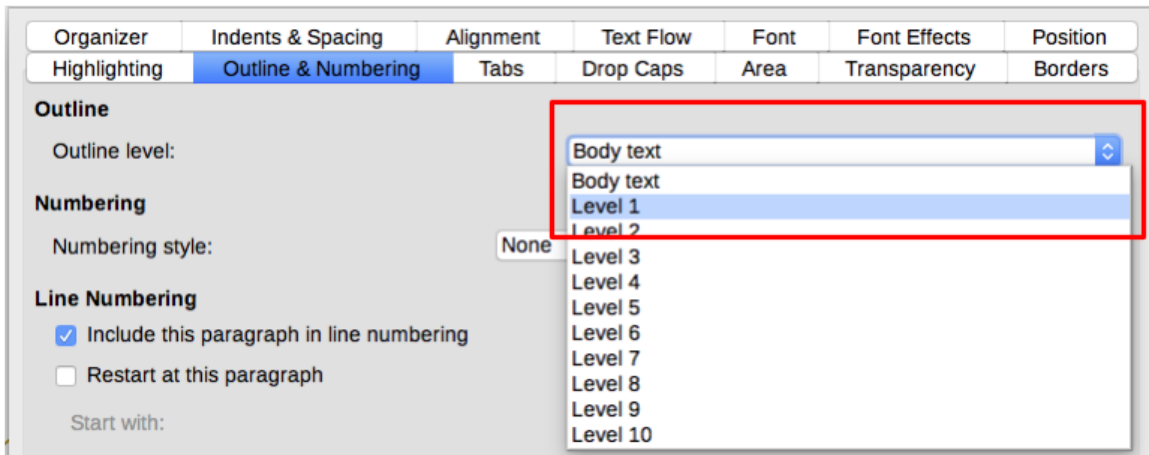 Organizer Indents & Spacing Alignment Text Flow Font Font Effects Position
Highlighting Outline & Numbering Tabs Drop Caps Area Transparency Borders
Outline
Outline level: Body text
Body text
Numbering Level 1
Level 2
Numbering style: None
Level 3
Level 4
Line Numbering Level 5
Include this paragraph in line numbering Level 6
Level 7
Restart at this paragraph Level 8
Level 9
Start with: Level 10